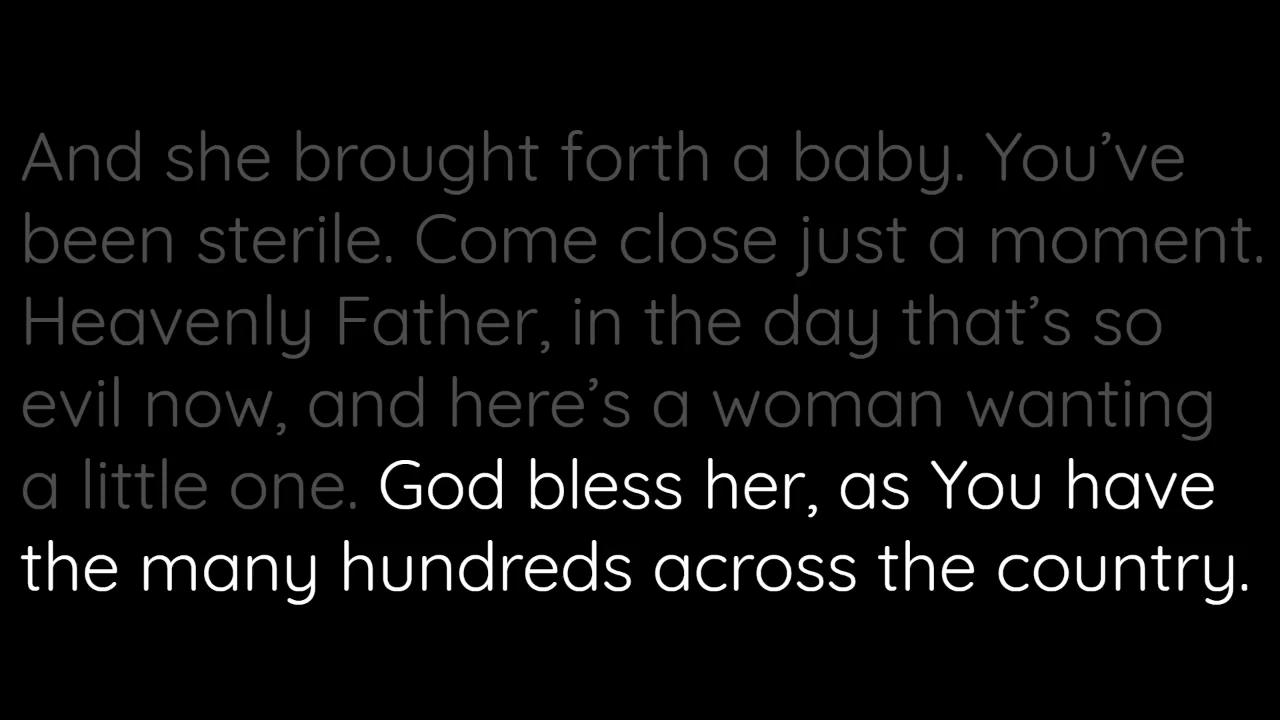 And she brought forth a baby. You’ve
been sterile. Come close just a moment.
Heavenly Father, in the day that’s so
evil now, and here’s a woman wanting
a little one. God bless her, as You have
the many hundreds across the country.